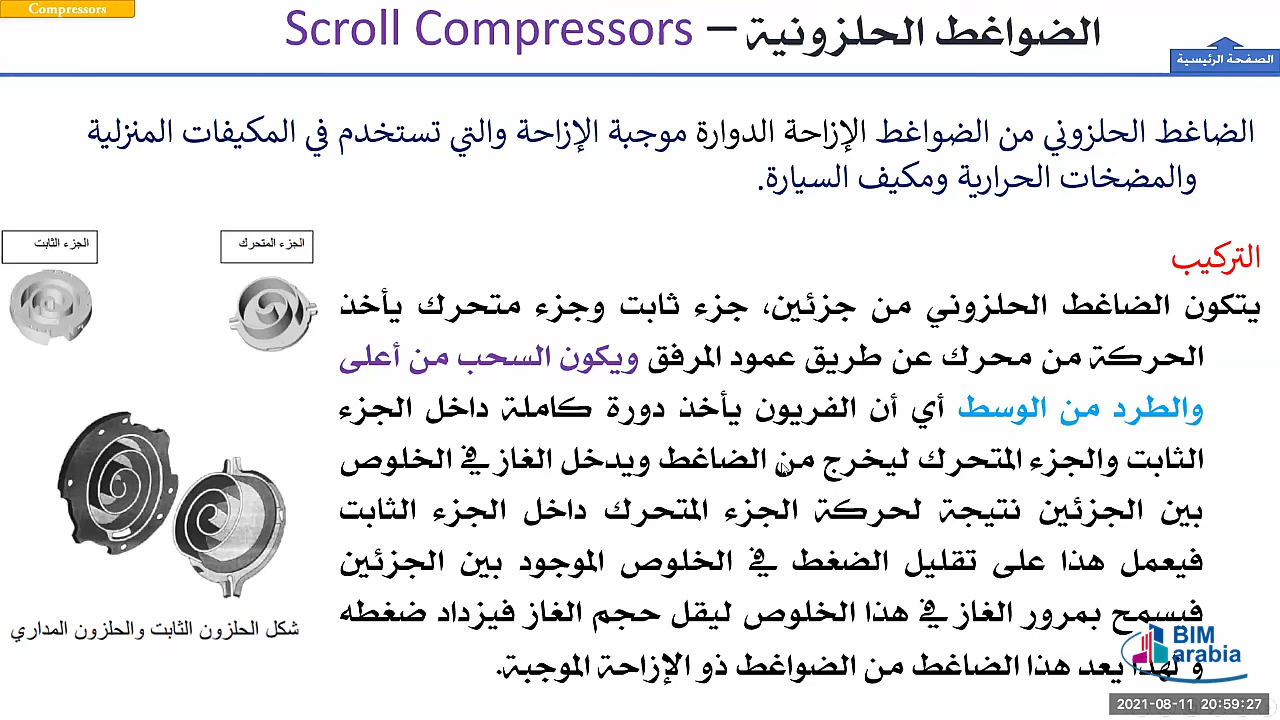 Compressors
الضواغط الحلزونية – Scroll Compressors
الصفحة الرئيسية
الضاغط الحلزوني من الضواغط الإزاحة الدوارة موجبة الإزاحة والتي تستخدم في المكيفات المنزلية
والمضخات الحرارية ومكيف السيارة.
الجزء المتحرك
الجزء الثابت
التركيب
يتكون الضاغط الحلزوني من جزئين، جزء ثابت وجزء متحرك يأخذ
الحركة من محرك عن طريق عمود المرفق ويكون السحب من أعلى
والطرد من الوسط أي أن الفريون يأخذ دورة كاملة داخل الجزء
الثابت والجزء المتحرك ليخرج من الضاغط ويدخل الغاز في الخلوص
بين الجزئين نتيجة لحركة الجزء المتحرك داخل الجزء الثابت
فيعمل هذا على تقليل الضغط في الخلوص الموجود بين الجزئين
فيسمح بمرور الغاز في هذا الخلوص ليقل حجم الغاز فيزداد ضغطه
و لهذا يعد هذا الضاغط من الضواغط ذو الإزاحة الموجبة.
شكل الحلزون الثابت والحلزون المداري
BIM
arabia
2021-08-11 20:59:27